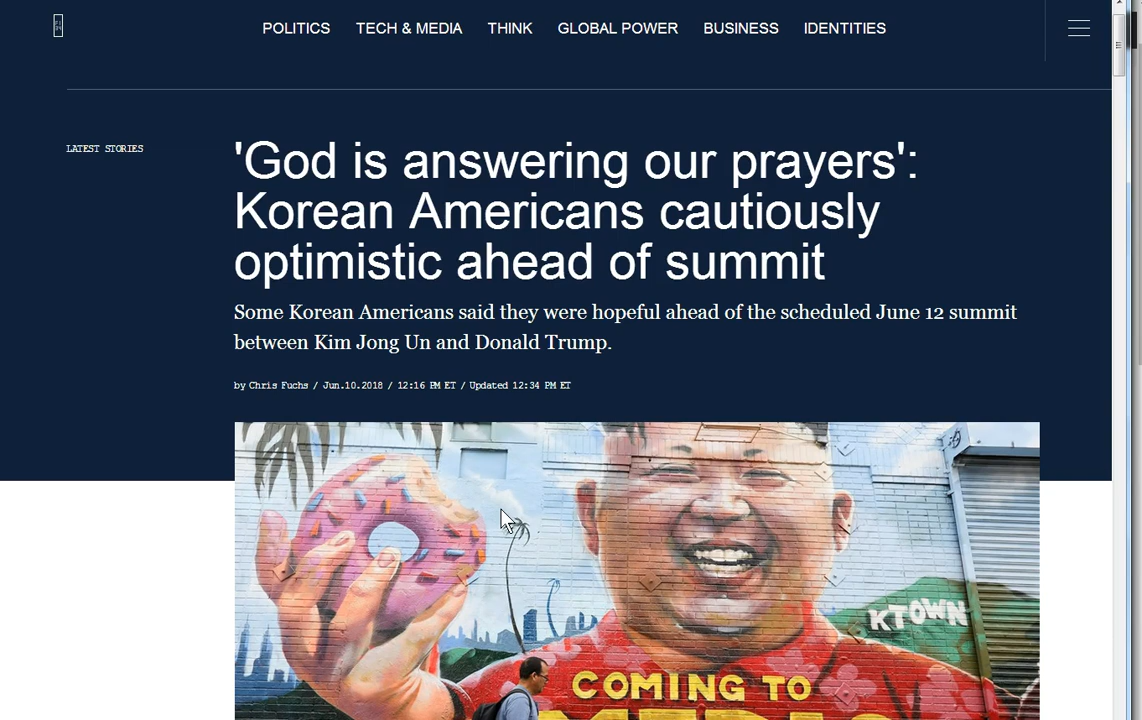 POLITICS TECH & MEDIA THINK GLOBAL POWER BUSINESS IDENTITIES
LATEST STORIES
'God is answering our prayers':
Korean Americans cautiously
optimistic ahead of summit
Some Korean Americans said they were hopeful ahead of the scheduled June 12 summit
between Kim Jong Un and Donald Trump.
by Chris Fuchs / Jun.10.2018 / 12:16 PM ET / Updated 12:34 PM ET
KTOWN
COMING TO